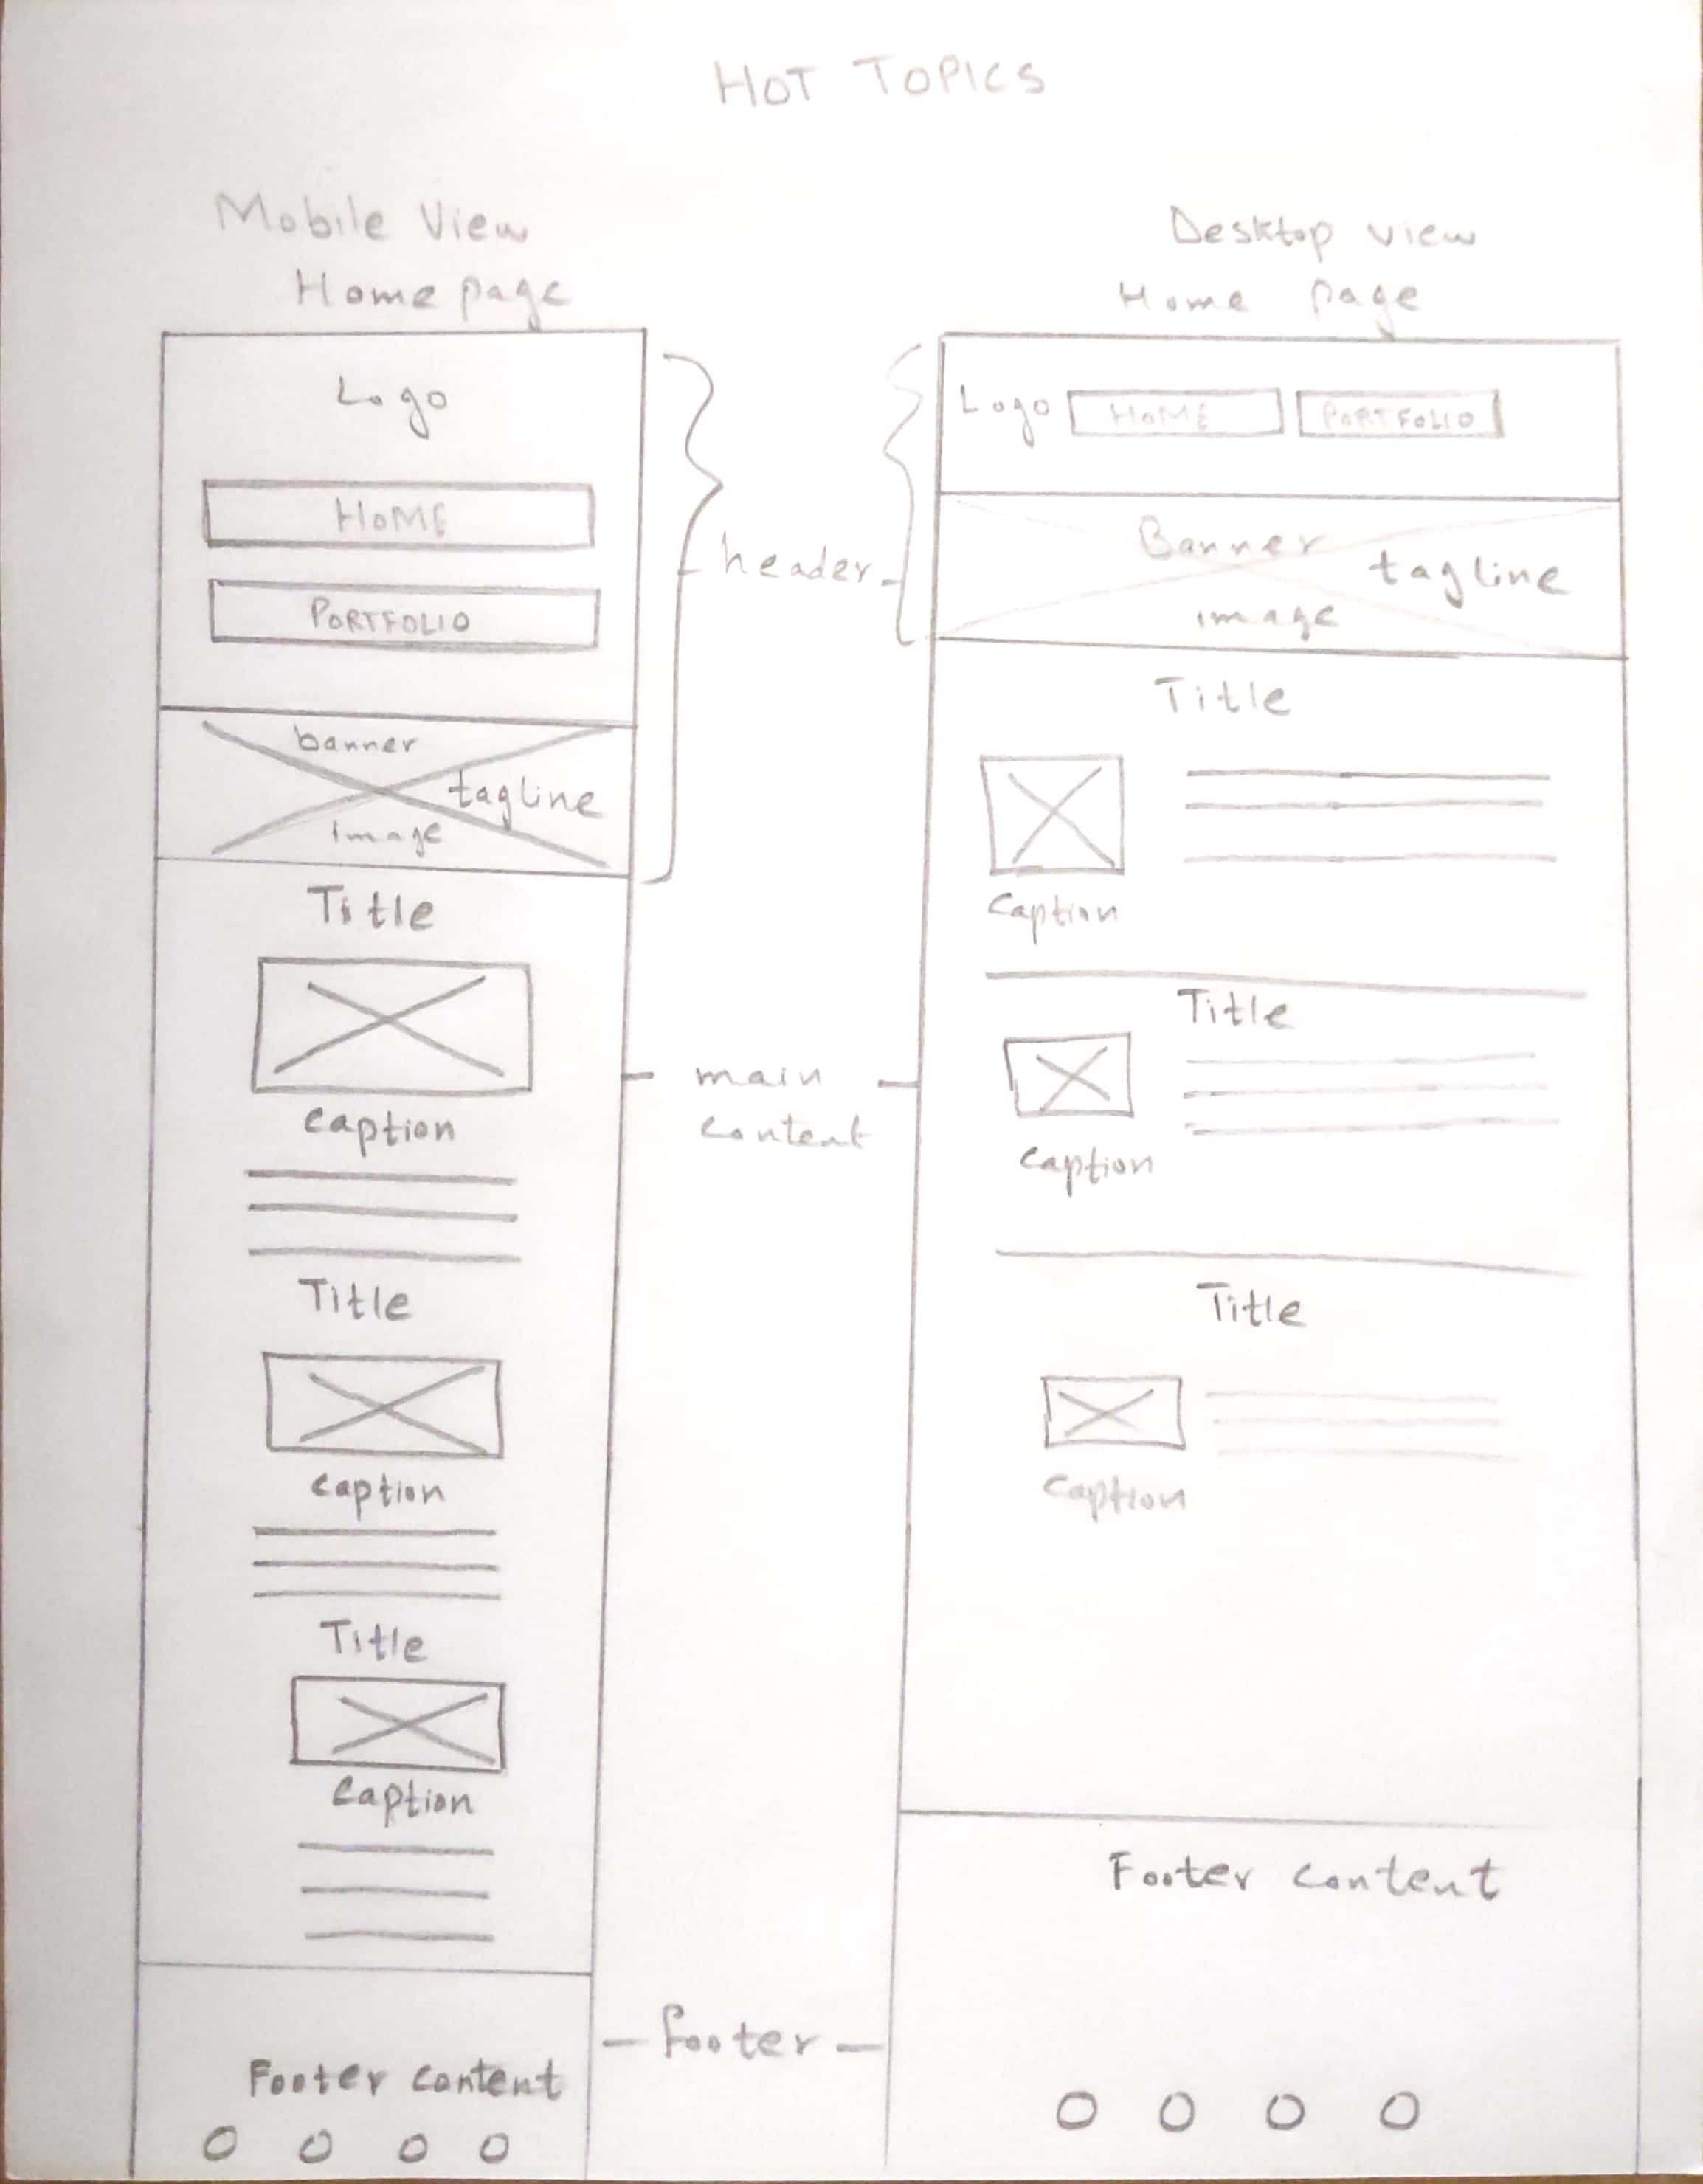 HOT TOPICS
Mobile View
Home page
Logo
HOME
PORTFOLIO
banner
tagline
image
Title
Caption
Title
Caption
Title
Caption
Footer content
header
main
content
footer
Desktop view
Home page
Logo HOME PORTFOLIO
Banner
tagline
image
Title
Caption
Title
Caption
Title
Caption
Footer content